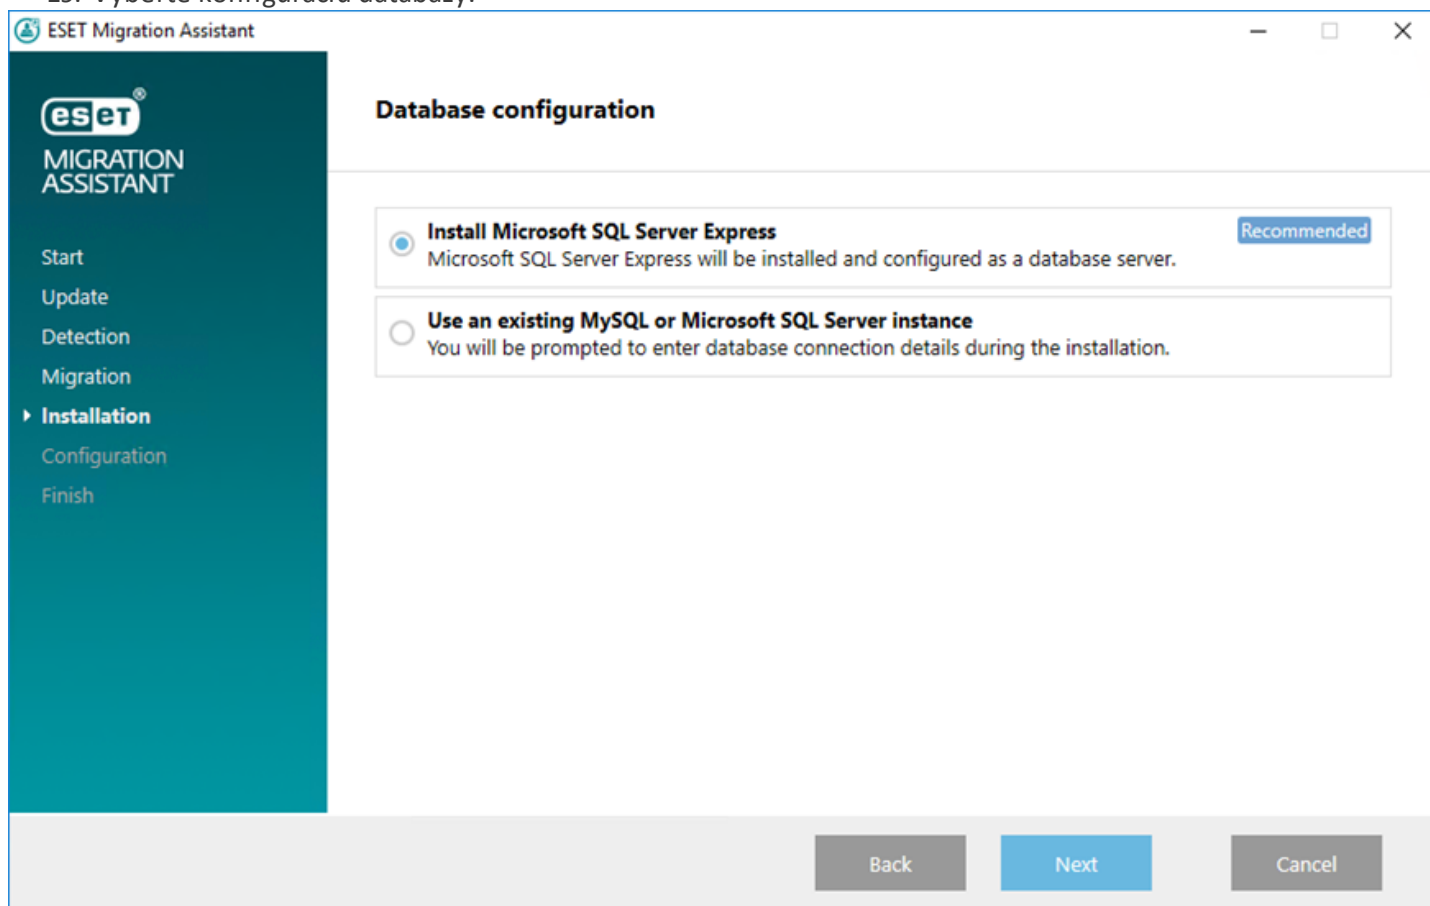 Vyberte konfiguráciu databázy:
ESET Migration Assistant
eseT®
MIGRATION
ASSISTANT
Start
Update
Detection
Migration
Installation
Configuration
Finish
Database configuration
Install Microsoft SQL Server Express
Recommended
Microsoft SQL Server Express will be installed and configured as a database server.
Use an existing MySQL or Microsoft SQL Server instance
You will be prompted to enter database connection details during the installation.
Back
Next
Cancel